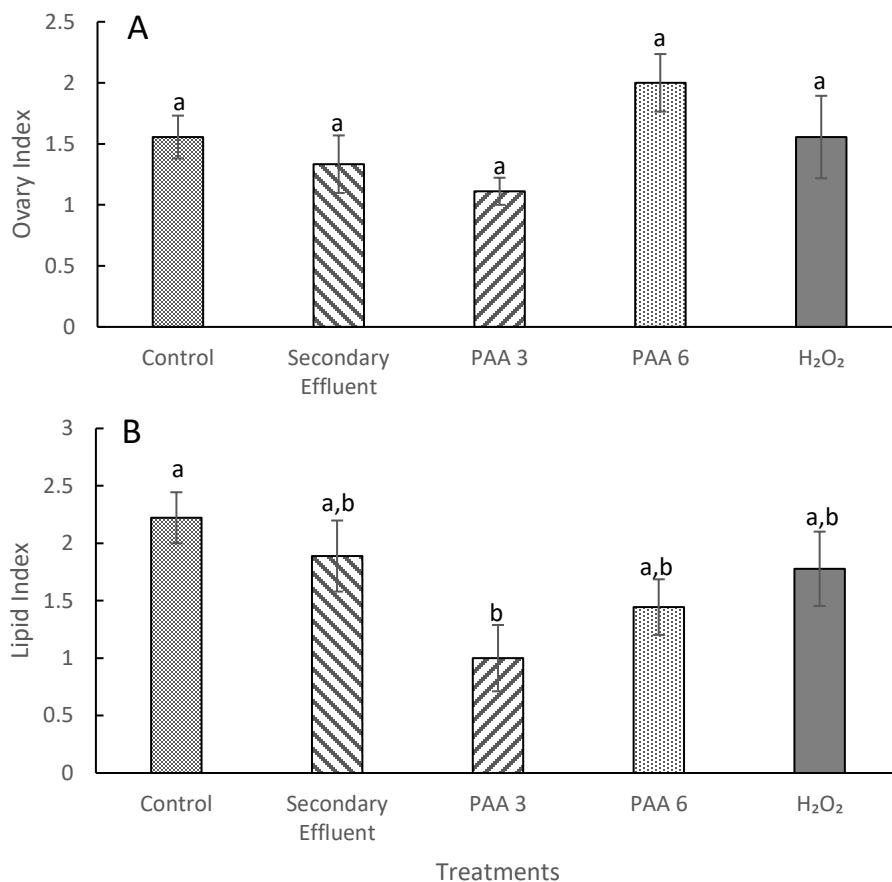 A
2.5
2
1.5
1
0.5
0
Ovary Index
a
a
a
a
a
Control
Secondary
Effluent
PAA 3
PAA 6
H₂O₂
B
3
2.5
2
1.5
1
0.5
0
Lipid Index
a
a,b
b
a,b
a,b
Control
Secondary
Effluent
PAA 3
PAA 6
H₂O₂
Treatments